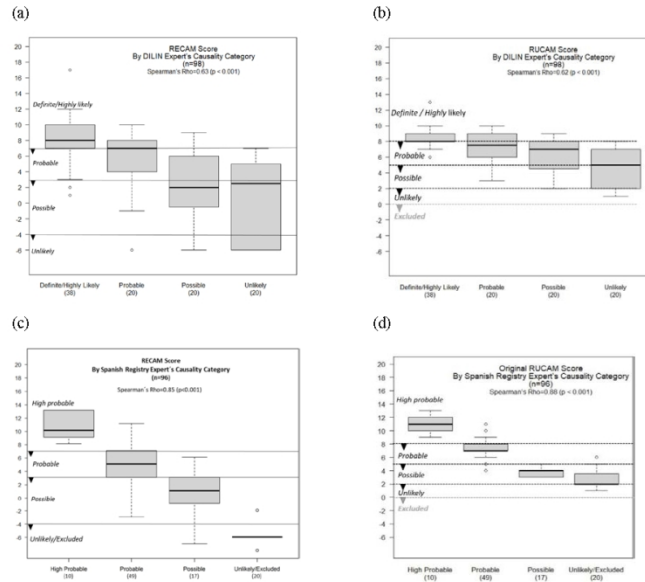 (a)
RECAM Score
By DILIN Expert's Causality Category
(n=98)
Spearman's Rho=0.63 (p < 0.001)
Definite/Highly likely
Probable
Possible
Unlikely
20
18
16
14
12
10
8
6
4
2
0
-2
-4
-6
Definite/Highly Likely
(38)
Probable
(20)
Possible
(20)
Unlikely
(20)
(b)
RUCAM Score
By DILIN Expert's Causality Category
(n=98)
Spearman's Rho=0.62 (p < 0.001)
Definite / Highly likely
Probable
Possible
Unlikely
Excluded
20
18
16
14
12
10
8
6
4
2
0
-2
-4
-6
Definite/Highly Likely
(38)
Probable
(20)
Possible
(20)
Unlikely
(20)
(c)
RECAM Score
By Spanish Registry Expert's Causality Category
(n=96)
Spearman's Rho=0.85 (p<0.001)
High probable
Probable
Possible
Unlikely/Excluded
20
18
16
14
12
10
8
6
4
2
0
-2
-4
-6
-8
High Probable
(10)
Probable
(49)
Possible
(17)
Unlikely/Excluded
(20)
(d)
Original RUCAM Score
By Spanish Registry Expert's Causality Category
(n=96)
Spearman's Rho=0.88 (p < 0.001)
High probable
Probable
Possible
Unlikely
Excluded
20
18
16
14
12
10
8
6
4
2
0
-2
-4
-6
High Probable
(10)
Probable
(49)
Possible
(17)
Unlikely/Excluded
(20)